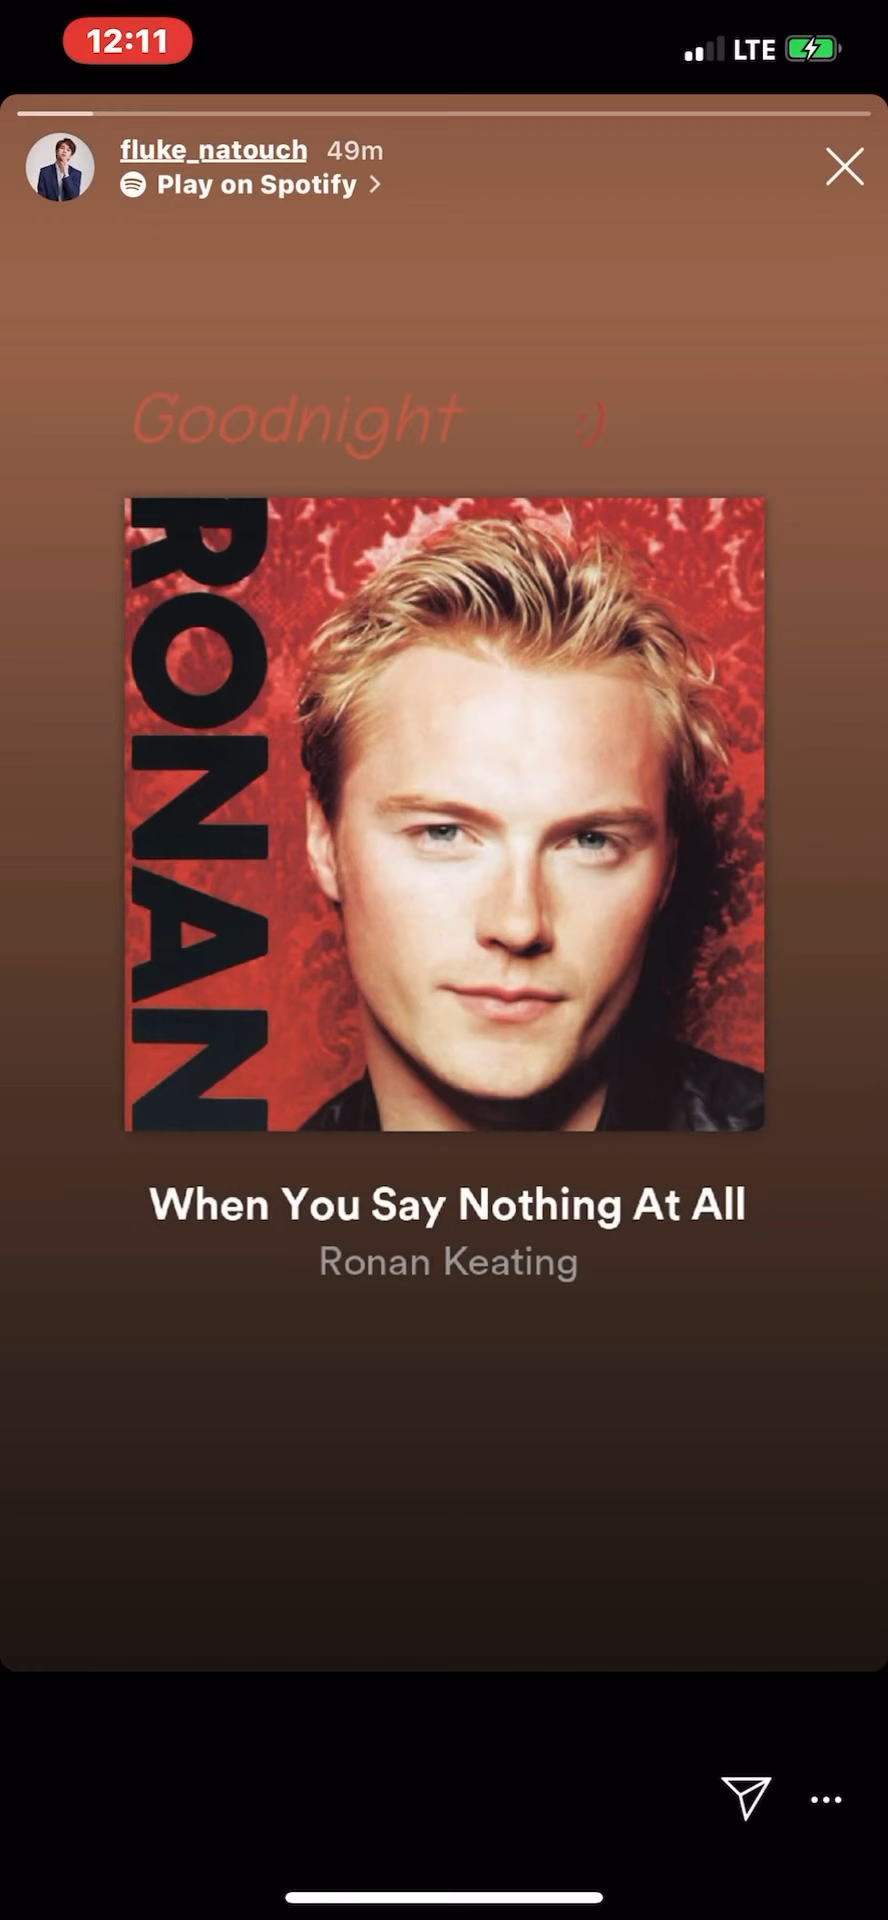 12:11 LTE
fluke_natouch 49m
Play on Spotify
Goodnight :)
RONAN
When You Say Nothing At All
Ronan Keating